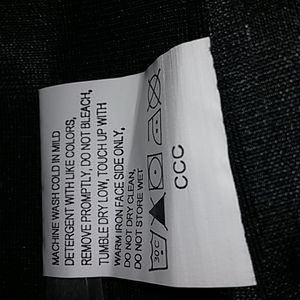 MACHINE WASH COLD IN MILD
DETERGENT WITH LIKE COLORS,
REMOVE PROMPTLY, DO NOT BLEACH,
TUMBLE DRY LOW, TOUCH UP WITH
WARM IRON FACE SIDE ONLY,
DO NOT DRY CLEAN,
DO NOT STORE WET
30°C
CCC